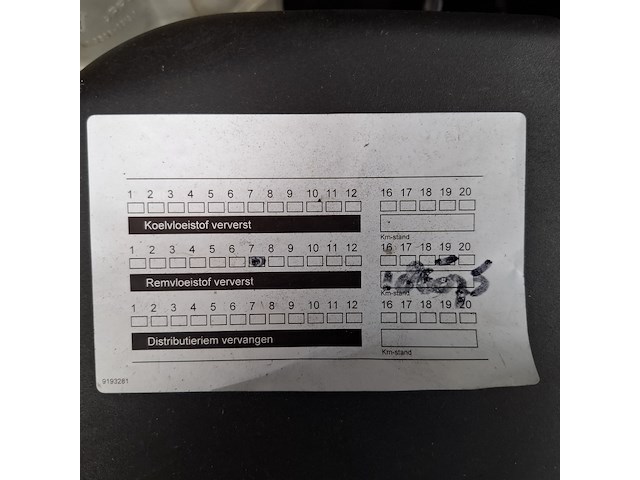 1 2 3 4 5 6 7 8 9 10 11 12 16 17 18 19 20
Koelvloeistof ververst
Km-stand
1 2 3 4 5 6 7 8 9 10 11 12 16 17 18 19 20
Remvloeistof ververst
Km-stand
1 2 3 4 5 6 7 8 9 10 11 12 16 17 18 19 20
Distributieriem vervangen
Km-stand
9193281